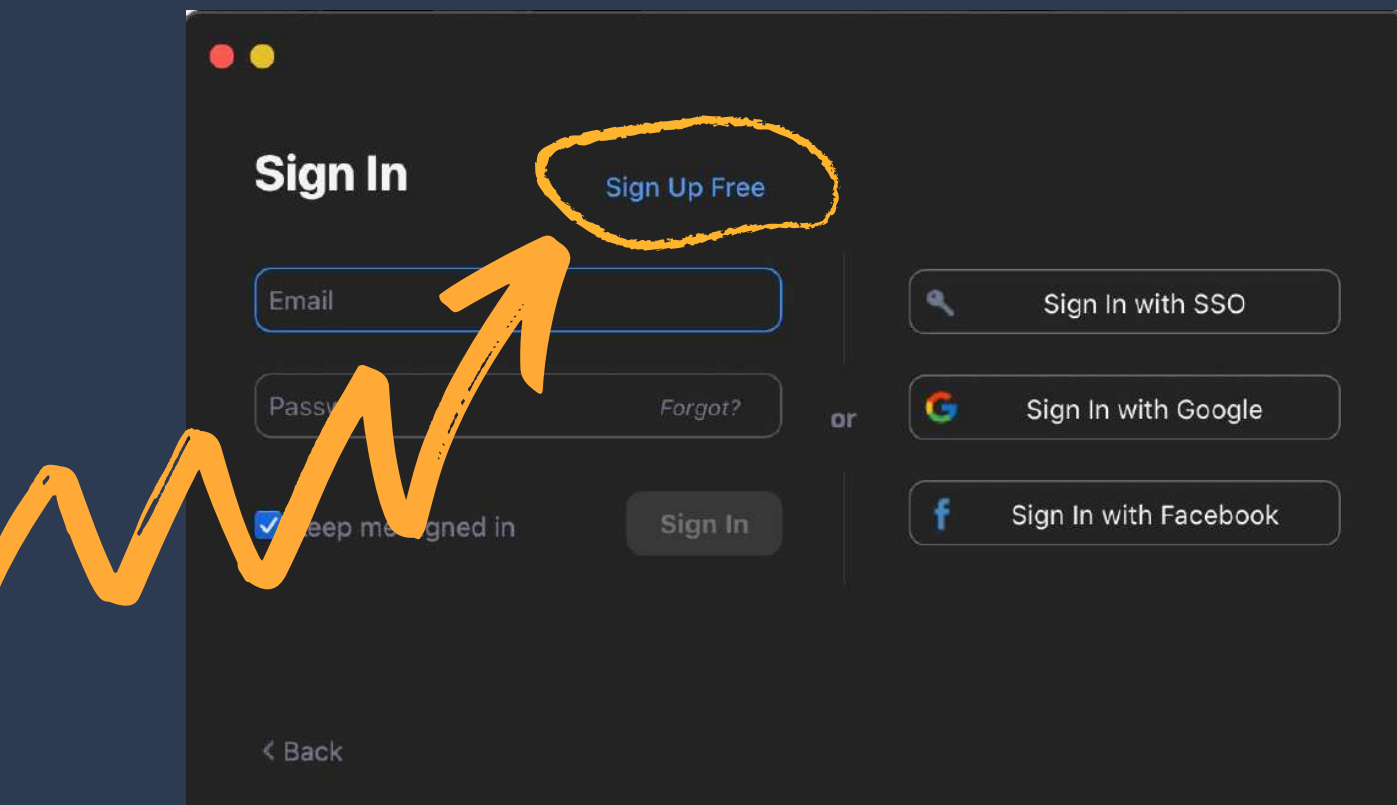 Sign In
Sign Up Free
Email
Forgot?
Sign In
or
Sign In with SSO
Sign In with Google
Sign In with Facebook
< Back